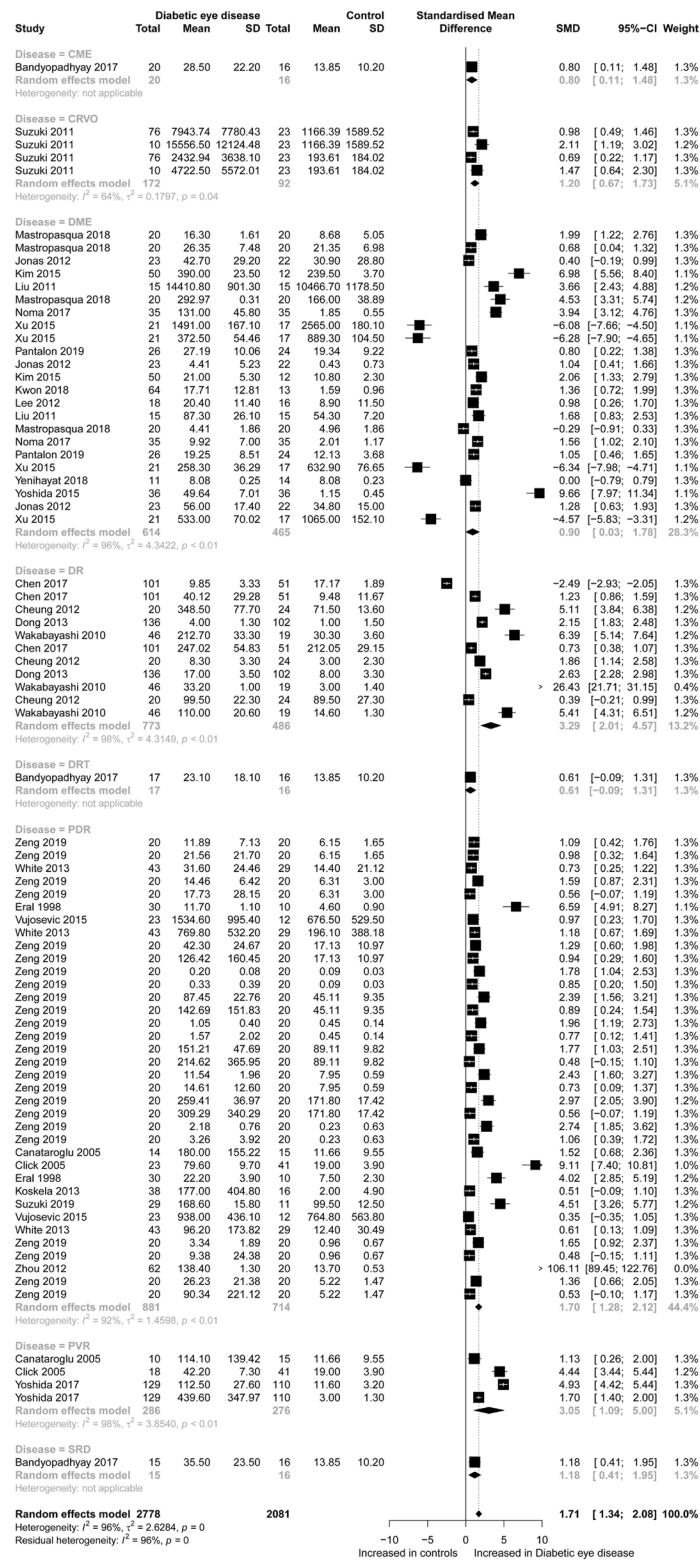 Diabetic eye disease Control Standardised Mean
Study Total Mean SD Total Mean SD Difference SMD 95%−CI Weight
Disease = CME
Bandyopadhyay 2017 20 28.50 22.20 16 13.85 10.20 0.80 [ 0.11; 1.48] 1.3%
Random effects model 20 16 0.80 [ 0.11; 1.48] 1.3%
Heterogeneity: not applicable
Disease = CRVO
Suzuki 2011 76 7943.74 7780.43 23 1166.39 1589.52 0.98 [ 0.49; 1.46] 1.3%
Suzuki 2011 10 15556.50 12124.48 23 1166.39 1589.52 2.11 [ 1.19; 3.02] 1.2%
Suzuki 2011 76 2432.94 3638.10 23 193.61 184.02 0.69 [ 0.22; 1.17] 1.3%
Suzuki 2011 10 4722.50 5572.01 23 193.61 184.02 1.47 [ 0.64; 2.30] 1.3%
Random effects model 172 92 1.20 [ 0.67; 1.73] 5.1%
Heterogeneity: I² = 64%, τ² = 0.1797, p = 0.04
Disease = DME
Mastropasqua 2018 20 16.30 1.61 20 8.68 5.05 1.99 [ 1.22; 2.76] 1.3%
Mastropasqua 2018 20 26.35 7.48 20 21.35 6.98 0.68 [ 0.04; 1.32] 1.3%
Jonas 2012 23 42.70 29.20 22 30.90 28.80 0.40 [ −0.19; 0.99] 1.3%
Kim 2015 50 390.00 23.50 12 239.50 3.70 6.98 [ 5.56; 8.40] 1.2%
Liu 2011 15 14410.80 901.30 15 10466.70 1178.50 3.66 [ 2.43; 4.88] 1.2%
Mastropasqua 2018 20 292.97 0.31 20 166.00 38.89 4.53 [ 3.31; 5.74] 1.2%
Noma 2017 35 131.00 45.80 35 1.85 0.55 3.94 [ 3.12; 4.76] 1.3%
Xu 2015 21 1491.00 167.10 17 2565.00 180.10 −6.08 [ −7.66; −4.50] 1.1%
Xu 2015 21 372.50 54.46 17 889.30 104.50 −6.28 [ −7.90; −4.65] 1.1%
Pantalon 2019 26 27.19 10.06 24 19.34 9.22 0.80 [ 0.22; 1.38] 1.3%
Jonas 2012 23 4.41 5.23 22 0.43 0.73 1.04 [ 0.41; 1.66] 1.3%
Kim 2015 50 21.00 5.30 12 10.80 2.30 2.06 [ 1.33; 2.79] 1.3%
Kwon 2018 64 17.71 12.81 13 1.59 0.96 1.36 [ 0.72; 1.99] 1.3%
Lee 2012 18 20.40 11.40 16 8.90 11.50 0.98 [ 0.26; 1.70] 1.3%
Liu 2011 15 87.30 26.10 15 54.30 7.20 1.68 [ 0.83; 2.53] 1.3%
Mastropasqua 2018 20 4.41 1.86 20 4.96 1.86 −0.29 [ −0.91; 0.33] 1.3%
Noma 2017 35 9.92 7.00 35 2.01 1.17 1.56 [ 1.02; 2.10] 1.3%
Pantalon 2019 26 19.25 8.51 24 12.13 3.68 1.05 [ 0.46; 1.65] 1.3%
Xu 2015 21 258.30 36.29 17 632.90 76.65 −6.34 [ −7.98; −4.71] 1.1%
Yenihayat 2018 11 8.08 0.25 14 8.08 0.23 0.00 [ −0.79; 0.79] 1.3%
Yoshida 2015 36 49.64 7.01 36 1.15 0.45 9.66 [ 7.97; 11.34] 1.1%
Jonas 2012 23 56.00 17.40 22 34.80 15.00 1.28 [ 0.63; 1.93] 1.3%
Xu 2015 21 533.00 70.02 17 1065.00 152.10 −4.57 [ −5.83; −3.31] 1.2%
Random effects model 614 465 0.90 [ 0.03; 1.78] 28.3%
Heterogeneity: I² = 96%, τ² = 4.3422, p < 0.01
Disease = DR
Chen 2017 101 9.85 3.33 51 17.17 1.89 −2.49 [ −2.93; −2.05] 1.3%
Chen 2017 101 40.12 29.28 51 9.48 11.67 1.23 [ 0.86; 1.59] 1.3%
Cheung 2012 20 348.50 77.70 24 71.50 13.60 5.11 [ 3.84; 6.38] 1.2%
Dong 2013 136 4.00 1.30 102 1.00 1.50 2.15 [ 1.83; 2.48] 1.3%
Wakabayashi 2010 46 212.70 33.30 19 30.30 3.60 6.39 [ 5.14; 7.64] 1.2%
Chen 2017 101 247.02 54.83 51 212.05 29.15 0.73 [ 0.38; 1.07] 1.3%
Cheung 2012 20 8.30 3.30 24 3.00 2.30 1.86 [ 1.14; 2.58] 1.3%
Dong 2013 136 17.00 3.50 102 8.00 3.30 2.63 [ 2.28; 2.98] 1.3%
Wakabayashi 2010 46 33.20 1.00 19 3.00 1.40 > 26.43 [21.71; 31.15] 0.4%
Cheung 2012 20 99.50 22.30 24 89.50 27.30 0.39 [ −0.21; 0.99] 1.3%
Wakabayashi 2010 46 110.00 20.60 19 14.60 1.30 5.41 [ 4.31; 6.51] 1.2%
Random effects model 773 486 3.29 [ 2.01; 4.57] 13.2%
Heterogeneity: I² = 98%, τ² = 4.3149, p < 0.01
Disease = DRT
Bandyopadhyay 2017 17 23.10 18.10 16 13.85 10.20 0.61 [ −0.09; 1.31] 1.3%
Random effects model 17 16 0.61 [ −0.09; 1.31] 1.3%
Heterogeneity: not applicable
Disease = PDR
Zeng 2019 20 11.89 7.13 20 6.15 1.65 1.09 [ 0.42; 1.76] 1.3%
Zeng 2019 20 21.56 21.70 20 6.15 1.65 0.98 [ 0.32; 1.64] 1.3%
White 2013 43 31.60 24.46 29 14.40 21.12 0.73 [ 0.25; 1.22] 1.3%
Zeng 2019 20 14.46 6.42 20 6.31 3.00 1.59 [ 0.87; 2.31] 1.3%
Zeng 2019 20 17.73 28.15 20 6.31 3.00 0.56 [ −0.07; 1.19] 1.3%
Eral 1998 30 11.70 1.10 10 4.60 0.90 6.59 [ 4.91; 8.27] 1.1%
Vujosevic 2015 23 1534.60 995.40 12 676.50 529.50 0.97 [ 0.23; 1.70] 1.3%
White 2013 43 769.80 532.20 29 196.10 388.18 1.18 [ 0.67; 1.69] 1.3%
Zeng 2019 20 42.30 24.67 20 17.13 10.97 1.29 [ 0.60; 1.98] 1.3%
Zeng 2019 20 126.42 160.45 20 17.13 10.97 0.94 [ 0.29; 1.60] 1.3%
Zeng 2019 20 0.20 0.08 20 0.09 0.03 1.78 [ 1.04; 2.53] 1.3%
Zeng 2019 20 0.33 0.39 20 0.09 0.03 0.85 [ 0.20; 1.50] 1.3%
Zeng 2019 20 87.45 22.76 20 45.11 9.35 2.39 [ 1.56; 3.21] 1.3%
Zeng 2019 20 142.69 151.83 20 45.11 9.35 0.89 [ 0.24; 1.54] 1.3%
Zeng 2019 20 1.05 0.40 20 0.45 0.14 1.96 [ 1.19; 2.73] 1.3%
Zeng 2019 20 1.57 2.02 20 0.45 0.14 0.77 [ 0.12; 1.41] 1.3%
Zeng 2019 20 151.21 47.69 20 89.11 9.82 1.77 [ 1.03; 2.51] 1.3%
Zeng 2019 20 214.62 365.95 20 89.11 9.82 0.48 [ −0.15; 1.10] 1.3%
Zeng 2019 20 11.54 1.96 20 7.95 0.59 2.43 [ 1.60; 3.27] 1.3%
Zeng 2019 20 14.61 12.60 20 7.95 0.59 0.73 [ 0.09; 1.37] 1.3%
Zeng 2019 20 259.41 36.97 20 171.80 17.42 2.97 [ 2.05; 3.90] 1.2%
Zeng 2019 20 309.29 340.29 20 171.80 17.42 0.56 [ −0.07; 1.19] 1.3%
Zeng 2019 20 2.18 0.76 20 0.23 0.63 2.74 [ 1.85; 3.62] 1.3%
Zeng 2019 20 3.26 3.92 20 0.23 0.63 1.06 [ 0.39; 1.72] 1.3%
Canataroglu 2005 14 180.00 155.22 15 11.66 9.55 1.52 [ 0.68; 2.36] 1.3%
Click 2005 23 79.60 9.70 41 19.00 3.90 9.11 [ 7.40; 10.81] 1.0%
Eral 1998 30 22.20 3.90 10 7.50 2.30 4.02 [ 2.85; 5.19] 1.2%
Koskela 2013 38 177.00 404.80 16 2.00 4.90 0.51 [ −0.09; 1.10] 1.3%
Suzuki 2019 29 168.60 15.80 11 99.50 12.50 4.51 [ 3.26; 5.77] 1.2%
Vujosevic 2015 23 938.00 436.10 12 764.80 563.80 0.35 [ −0.35; 1.05] 1.3%
White 2013 43 96.20 173.82 29 12.40 30.49 0.61 [ 0.13; 1.09] 1.3%
Zeng 2019 20 3.34 1.89 20 0.96 0.67 1.65 [ 0.92; 2.37] 1.3%
Zeng 2019 20 9.38 24.38 20 0.96 0.67 0.48 [ −0.15; 1.11] 1.3%
Zhou 2012 62 138.40 1.30 20 13.70 0.53 > 106.11 [89.45; 122.76] 0.0%
Zeng 2019 20 26.23 21.38 20 5.22 1.47 1.36 [ 0.66; 2.05] 1.3%
Zeng 2019 20 90.34 221.12 20 5.22 1.47 0.53 [ −0.10; 1.17] 1.3%
Random effects model 881 714 1.70 [ 1.28; 2.12] 44.4%
Heterogeneity: I² = 92%, τ² = 1.4598, p < 0.01
Disease = PVR
Canataroglu 2005 10 114.10 139.42 15 11.66 9.55 1.13 [ 0.26; 2.00] 1.3%
Click 2005 18 42.20 7.30 41 19.00 3.90 4.44 [ 3.44; 5.44] 1.2%
Yoshida 2017 129 112.50 27.60 110 11.60 3.20 4.93 [ 4.42; 5.44] 1.3%
Yoshida 2017 129 439.60 347.97 110 3.00 1.30 1.70 [ 1.40; 2.00] 1.3%
Random effects model 286 276 3.05 [ 1.09; 5.00] 5.1%
Heterogeneity: I² = 98%, τ² = 3.8540, p < 0.01
Disease = SRD
Bandyopadhyay 2017 15 35.50 23.50 16 13.85 10.20 1.18 [ 0.41; 1.95] 1.3%
Random effects model 15 16 1.18 [ 0.41; 1.95] 1.3%
Heterogeneity: not applicable
Random effects model 2778 2081 1.71 [ 1.34; 2.08] 100.0%
Heterogeneity: I² = 96%, τ² = 2.6284, p = 0
Residual heterogeneity: I² = 96%, p = 0
−10 −5 0 5 10
Increased in controls Increased in Diabetic eye disease